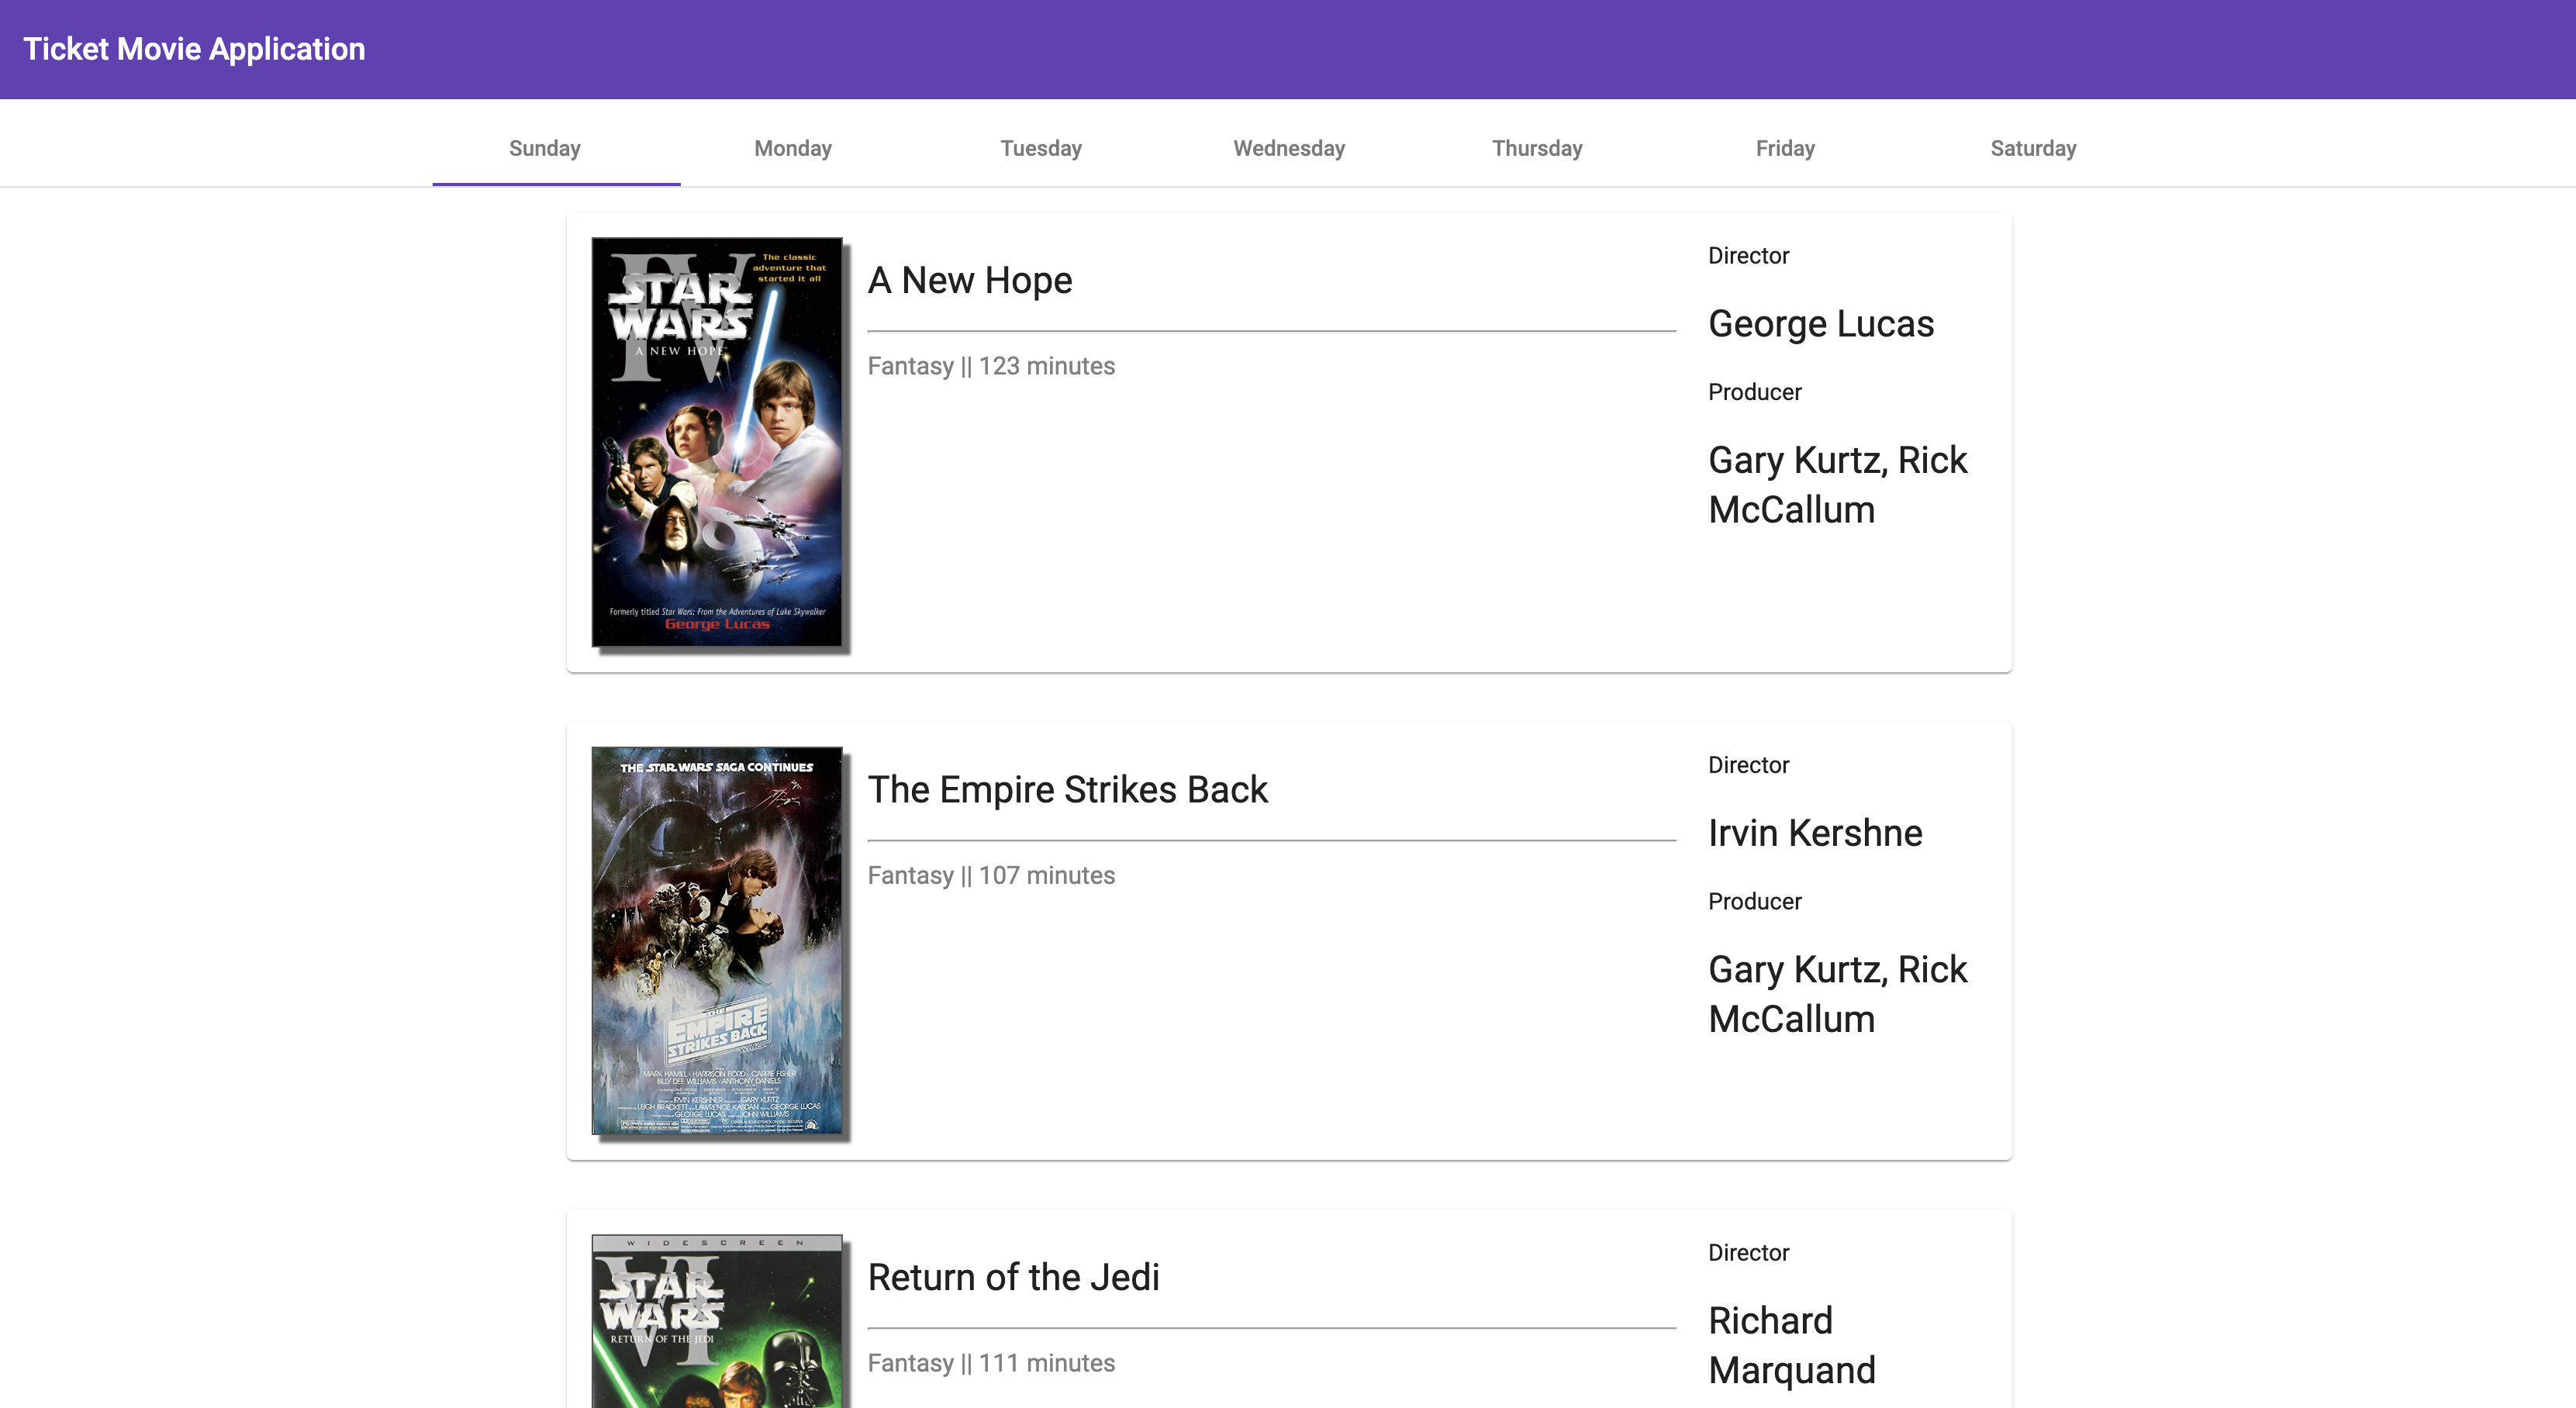 Ticket Movie Application
Sunday Monday Tuesday Wednesday Thursday Friday Saturday
IV
The classic
adventure that
started it all
STAR
WARS
A NEW HOPE
Formerly titled Star Wars: From the Adventures of Luke Skywalker
George Lucas
A New Hope
Fantasy || 123 minutes
Director
George Lucas
Producer
Gary Kurtz, Rick
McCallum
THE STAR WARS SAGA CONTINUES
THE
EMPIRE
STRIKES BACK
MARK HAMILL · HARRISON FORD · CARRIE FISHER
BILLY DEE WILLIAMS · ANTHONY DANIELS
IRVIN KERSHNER GARY KURTZ
LEIGH BRACKETT LAWRENCE KASDAN GEORGE LUCAS
GEORGE LUCAS JOHN WILLIAMS
The Empire Strikes Back
Fantasy || 107 minutes
Director
Irvin Kershne
Producer
Gary Kurtz, Rick
McCallum
WIDESCREEN
VI
STAR
WARS
RETURN OF THE JEDI
Return of the Jedi
Fantasy || 111 minutes
Director
Richard
Marquand